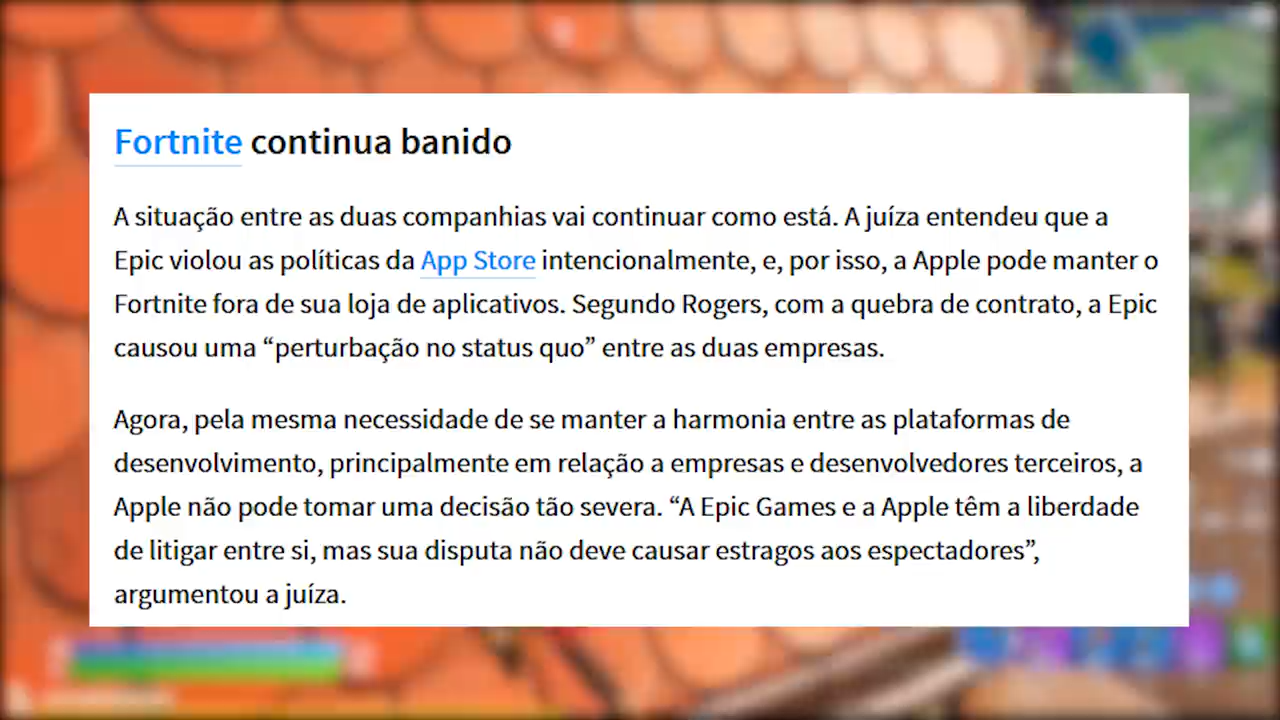 Fortnite continua banido
A situação entre as duas companhias vai continuar como está. A juíza entendeu que a
Epic violou as políticas da App Store intencionalmente, e, por isso, a Apple pode manter o
Fortnite fora de sua loja de aplicativos. Segundo Rogers, com a quebra de contrato, a Epic
causou uma “perturbação no status quo” entre as duas empresas.
Agora, pela mesma necessidade de se manter a harmonia entre as plataformas de
desenvolvimento, principalmente em relação a empresas e desenvolvedores terceiros, a
Apple não pode tomar uma decisão tão severa. “A Epic Games e a Apple têm a liberdade
de litigar entre si, mas sua disputa não deve causar estragos aos espectadores”,
argumentou a juíza.